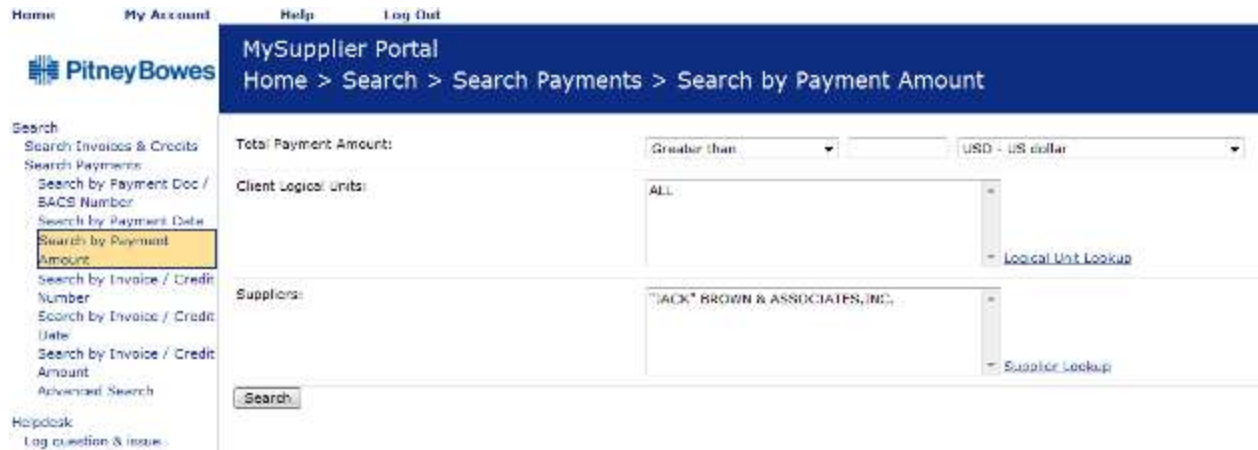 Home My Account Help Log Out
PitneyBowes
MySupplier Portal
Home > Search > Search Payments > Search by Payment Amount
Search
Search Invoices & Credits
Search Payments
Search by Payment Doc /
BACS Number
Search by Payment Date
Search by Payment
Amount
Search by Invoice / Credit
Number
Search by Invoice / Credit
Date
Search by Invoice / Credit
Amount
Advanced Search
Helpdesk
Log question & issue
Total Payment Amount: Greater than USD - US dollar
Client Logical Units: ALL
Logical Unit Lookup
Suppliers: "JACK" BROWN & ASSOCIATES,INC.
Supplier Lookup
Search